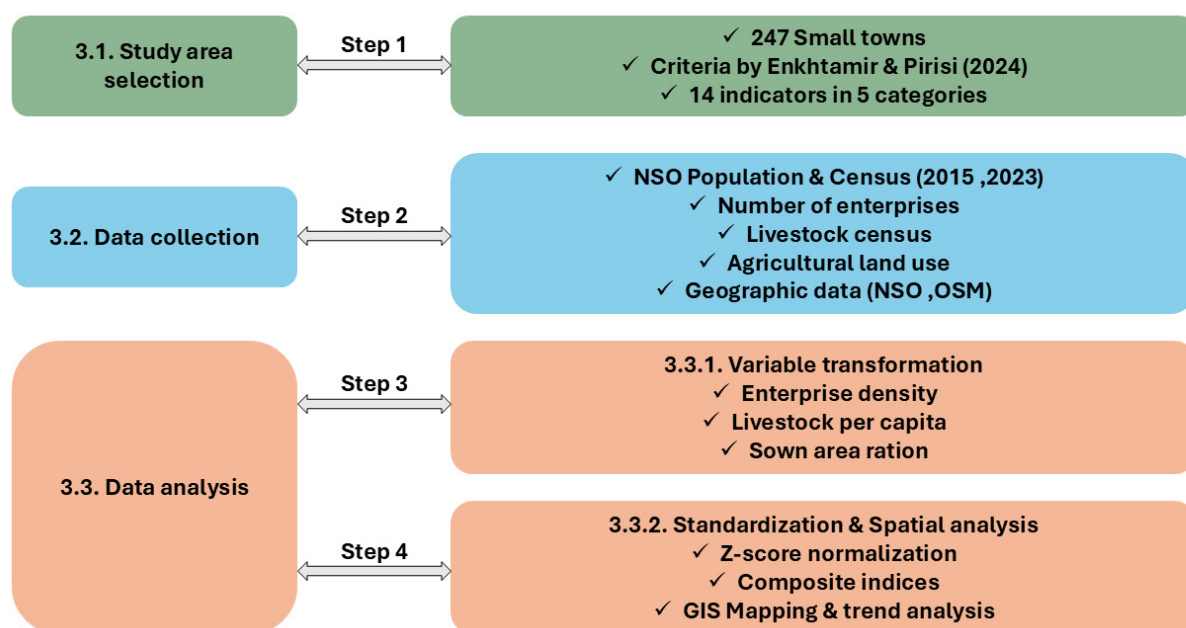 3.1. Study area
selection
Step 1
✓ 247 Small towns
✓ Criteria by Enkhtamir & Pirisi (2024)
✓ 14 indicators in 5 categories
3.2. Data collection
Step 2
✓ NSO Population & Census (2015 ,2023)
✓ Number of enterprises
✓ Livestock census
✓ Agricultural land use
✓ Geographic data (NSO ,OSM)
3.3. Data analysis
Step 3
3.3.1. Variable transformation
✓ Enterprise density
✓ Livestock per capita
✓ Sown area ration
Step 4
3.3.2. Standardization & Spatial analysis
✓ Z-score normalization
✓ Composite indices
✓ GIS Mapping & trend analysis